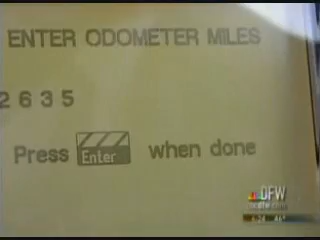 ENTER ODOMETER MILES
2635
Press Enter when done
DFW